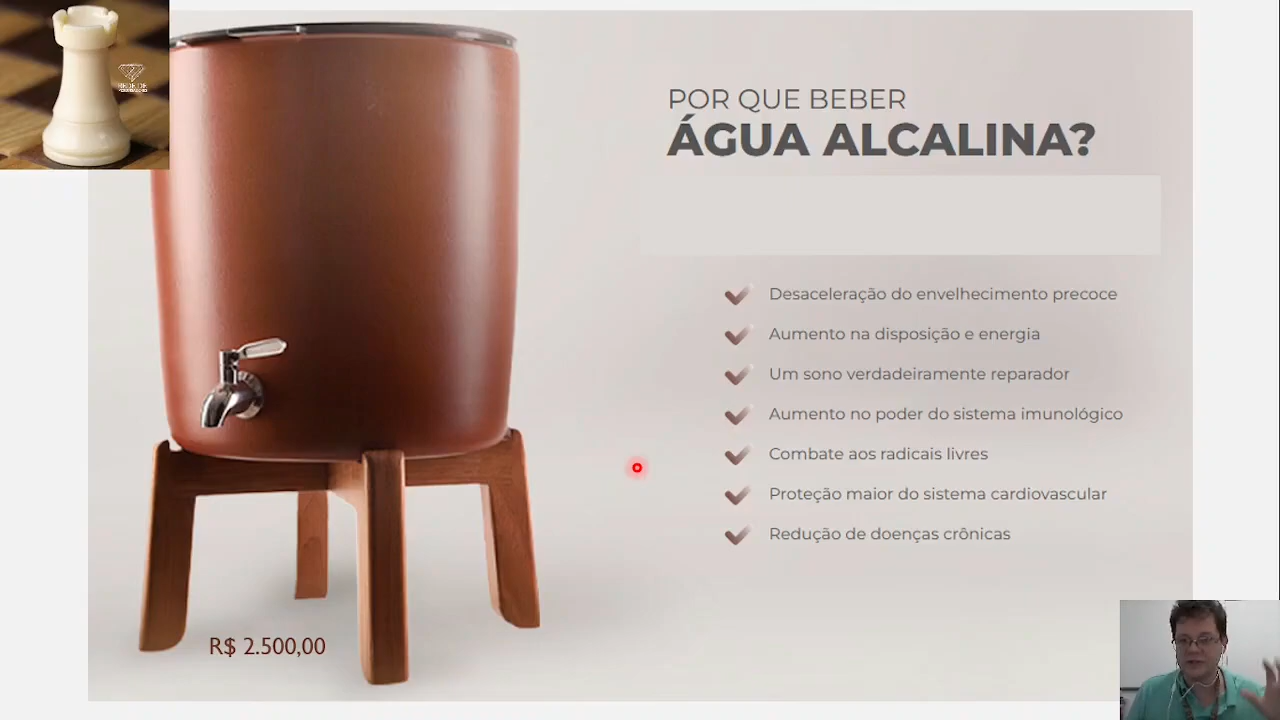 POR QUE BEBER
ÁGUA ALCALINA?
Desaceleração do envelhecimento precoce
Aumento na disposição e energia
Um sono verdadeiramente reparador
Aumento no poder do sistema imunológico
Combate aos radicais livres
Proteção maior do sistema cardiovascular
Redução de doenças crônicas
R$ 2.500,00